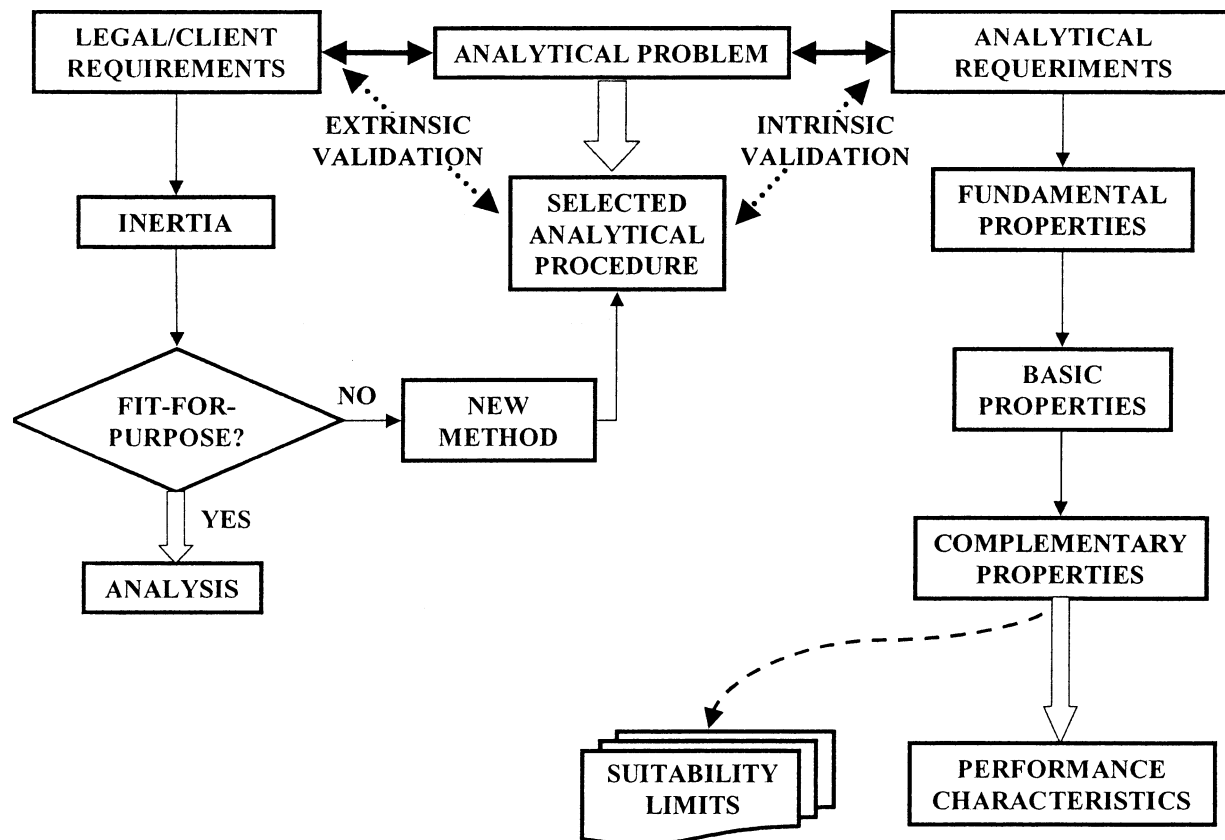 LEGAL/CLIENT
REQUIREMENTS
ANALYTICAL PROBLEM
ANALYTICAL
REQUERIMENTS
EXTRINSIC
VALIDATION
INTRINSIC
VALIDATION
INERTIA
SELECTED
ANALYTICAL
PROCEDURE
FUNDAMENTAL
PROPERTIES
FIT-FOR-
PURPOSE?
NO
NEW
METHOD
BASIC
PROPERTIES
YES
ANALYSIS
COMPLEMENTARY
PROPERTIES
SUITABILITY
LIMITS
PERFORMANCE
CHARACTERISTICS